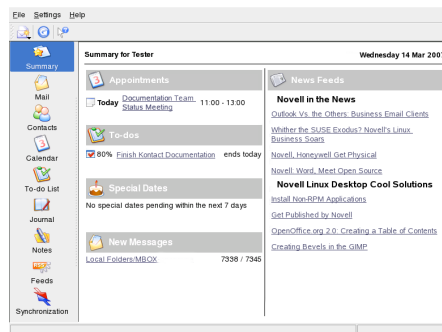 File Settings Help
Summary
Mail
Contacts
Calendar
To-do List
Journal
Notes
Feeds
Synchronization
Summary for Tester
Wednesday 14 Mar 2007
Appointments
Today Documentation Team Status Meeting 11:00 - 13:00
To-dos
80% Finish Kontact Documentation ends today
Special Dates
No special dates pending within the next 7 days
New Messages
Local Folders/MBOX 7338 / 7345
News Feeds
Novell in the News
Outlook Vs. the Others: Business Email Clients
Whither the SUSE Exodus? Novell's Linux
Business Soars
Novell, Honeywell Get Physical
Novell: Word, Meet Open Source
Novell Linux Desktop Cool Solutions
Install Non-RPM Applications
Get Published by Novell
OpenOffice.org 2.0: Creating a Table of Contents
Creating Bevels in the GIMP